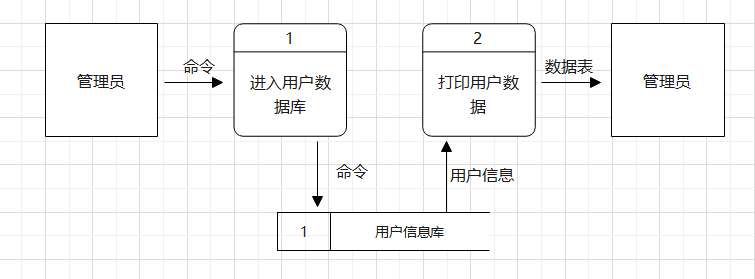 1
2
管理员
命令
进入用户数
据库
打印用户数
据
数据表
管理员
命令
用户信息
1
用户信息库